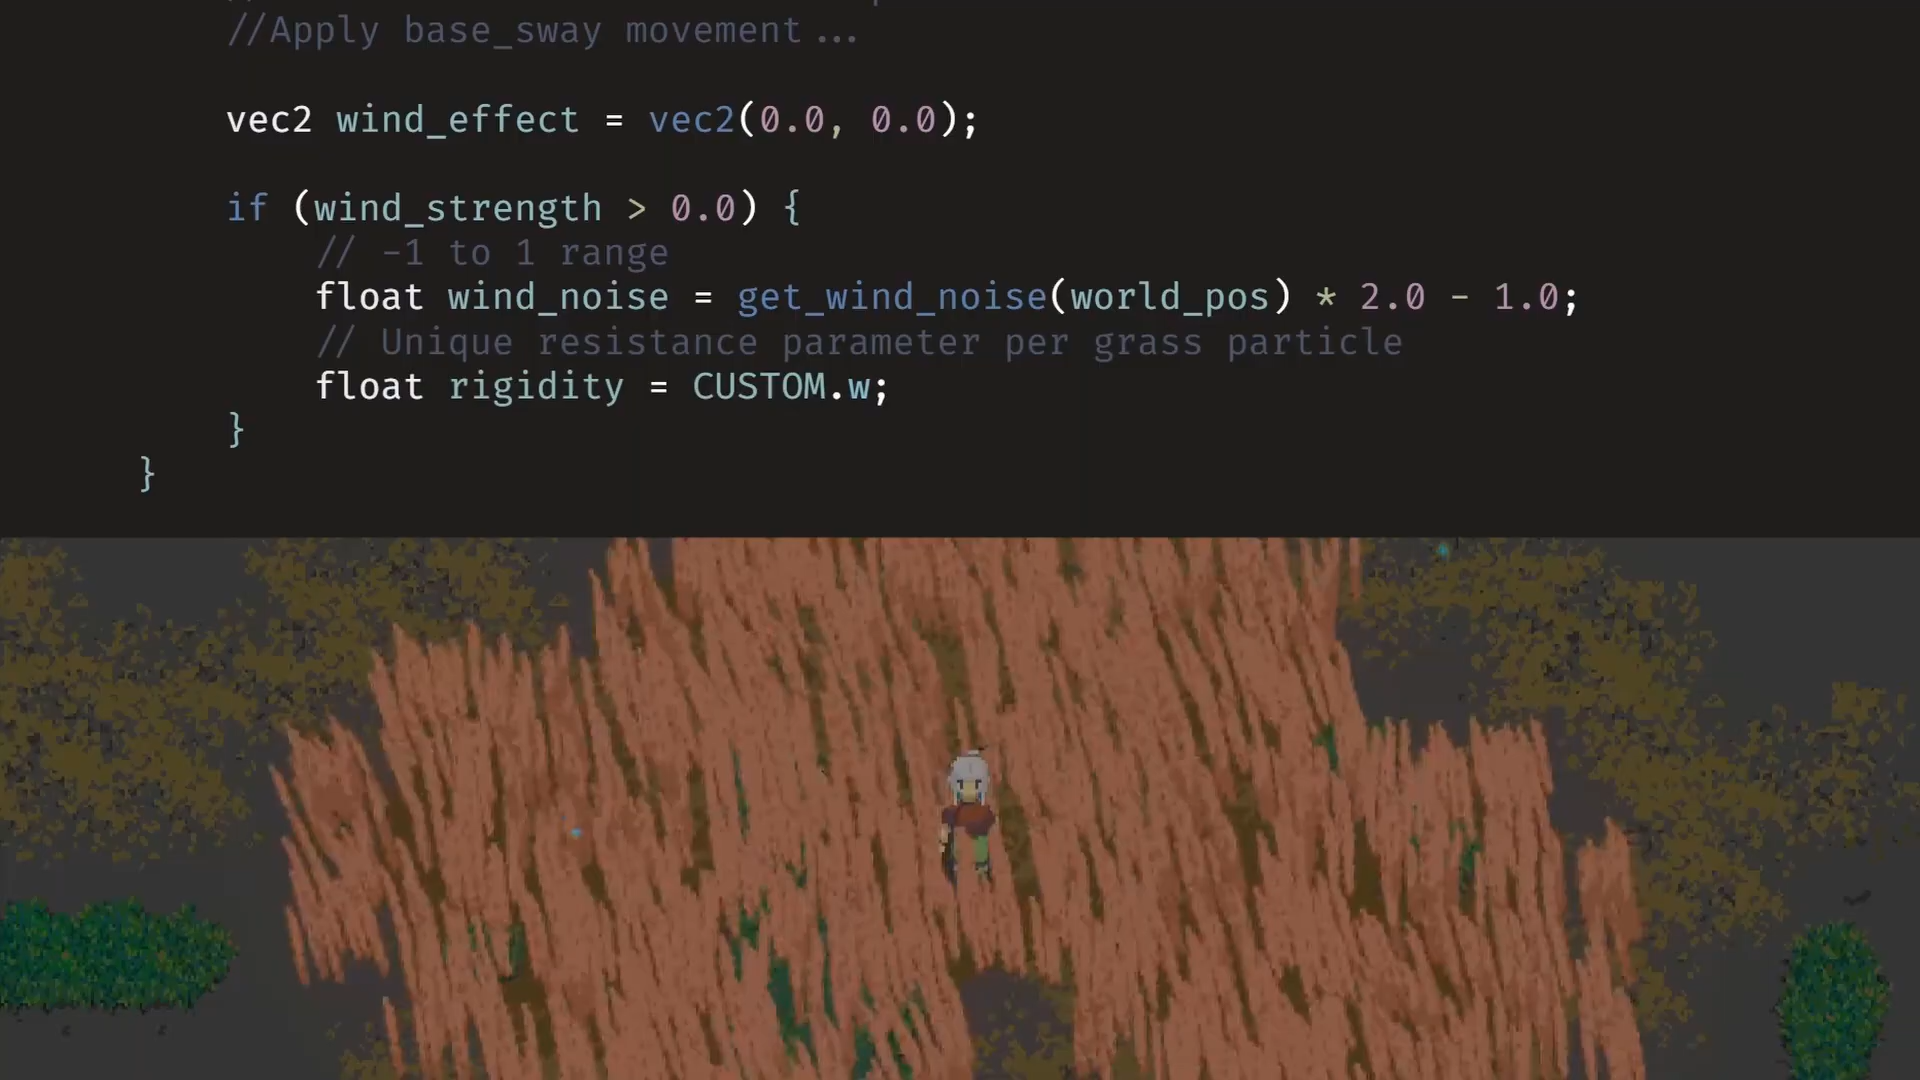 //Apply base_sway movement...
vec2 wind_effect = vec2(0.0, 0.0);
if (wind_strength > 0.0) {
// -1 to 1 range
float wind_noise = get_wind_noise(world_pos) * 2.0 - 1.0;
// Unique resistance parameter per grass particle
float rigidity = CUSTOM.w;
}
}